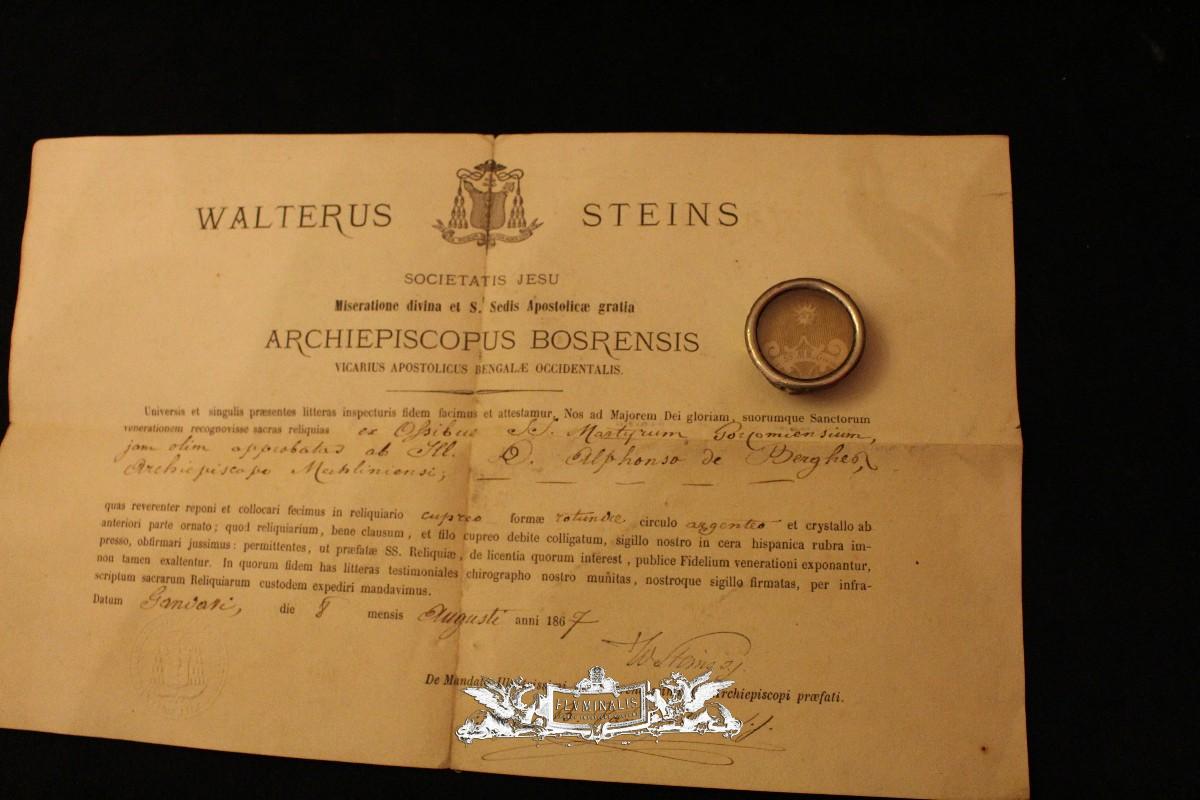 WALTERUS STEINS
SOCIETATIS JESU
Miseratione divina et S. Sedis Apostolicæ gratia
ARCHIEPISCOPUS BOSRENSIS
VICARIUS APOSTOLICUS BENGALÆ OCCIDENTALIS.
Universis et singulis præsentes litteras inspecturis fidem facimus et attestamur, Nos ad Majorem Dei gloriam, suorumque Sanctorum
venerationem recognovisse sacras reliquias ex Ossibus SS. Martyrum Gorcomiensium,
jam olim approbatas ab Ill. D. Alphonso de Berghes,
Archiepiscopo Mechliniensi;
quas reverenter reponi et collocari fecimus in reliquiario cupreo formæ rotundæ circulo argenteo et crystallo ab
anteriori parte ornato; quod reliquiarium, bene clausum, et filo cupreo debite colligatum, sigillo nostro in cera hispanica rubra im-
presso, obfirmari jussimus: permittentes, ut præfatæ SS. Reliquiæ, de licentia quorum interest, publice Fidelium venerationi exponantur,
non tamen exaltentur. In quorum fidem has litteras testimoniales chirographo nostro munitas, nostroque sigillo firmatas, per infra-
scriptum sacrarum Reliquiarum custodem expediri mandavimus.
Datum Gandavi, die 8 mensis Augusti anni 1867
W Steins
De Mandato Archiepiscopi præfati.
FLUMINALIS